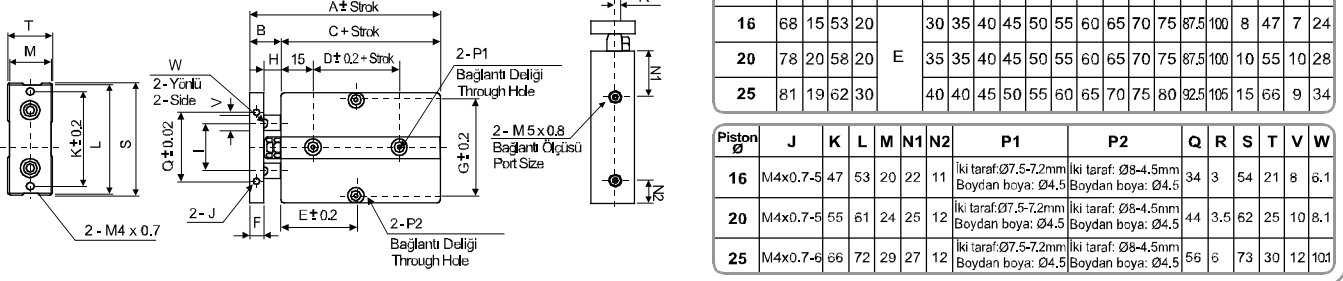 A±Strok
B
C+Strok
H
15
D±0.2+Strok
T
M
K±0.2
L
S
2 - M4 x 0.7
W
2-Yönlü
2-Side
V
Q±0.02
I
2-J
F
E±0.2
G±0.2
2-P1
Bağlantı Deliği
Through Hole
2-P2
Bağlantı Deliği
Through Hole
2 - M 5 x 0.8
Bağlantı Ölçüsü
Port Size
N1
N2
16 68 15 53 20 30 35 40 45 50 55 60 65 70 75 87.5 100 8 47 7 24
20 78 20 58 20 E 35 35 40 45 50 55 60 65 70 75 87.5 100 10 55 10 28
25 81 19 62 30 40 40 45 50 55 60 65 70 75 80 92.5 105 15 66 9 34
Piston Ø J K L M N1 N2 P1 P2 Q R S T V W
16 M4x0.7-5 47 53 20 22 11 İki taraf:Ø7.5-7.2mm İki taraf: Ø8-4.5mm 34 3 54 21 8 6.1
Boydan boya: Ø4.5 Boydan boya: Ø4.5
20 M4x0.7-5 55 61 24 25 12 İki taraf:Ø7.5-7.2mm İki taraf: Ø8-4.5mm 44 3.5 62 25 10 8.1
Boydan boya: Ø4.5 Boydan boya: Ø4.5
25 M4x0.7-6 66 72 29 27 12 İki taraf:Ø7.5-7.2mm İki taraf: Ø8-4.5mm 56 6 73 30 12 10.1
Boydan boya: Ø4.5 Boydan boya: Ø4.5